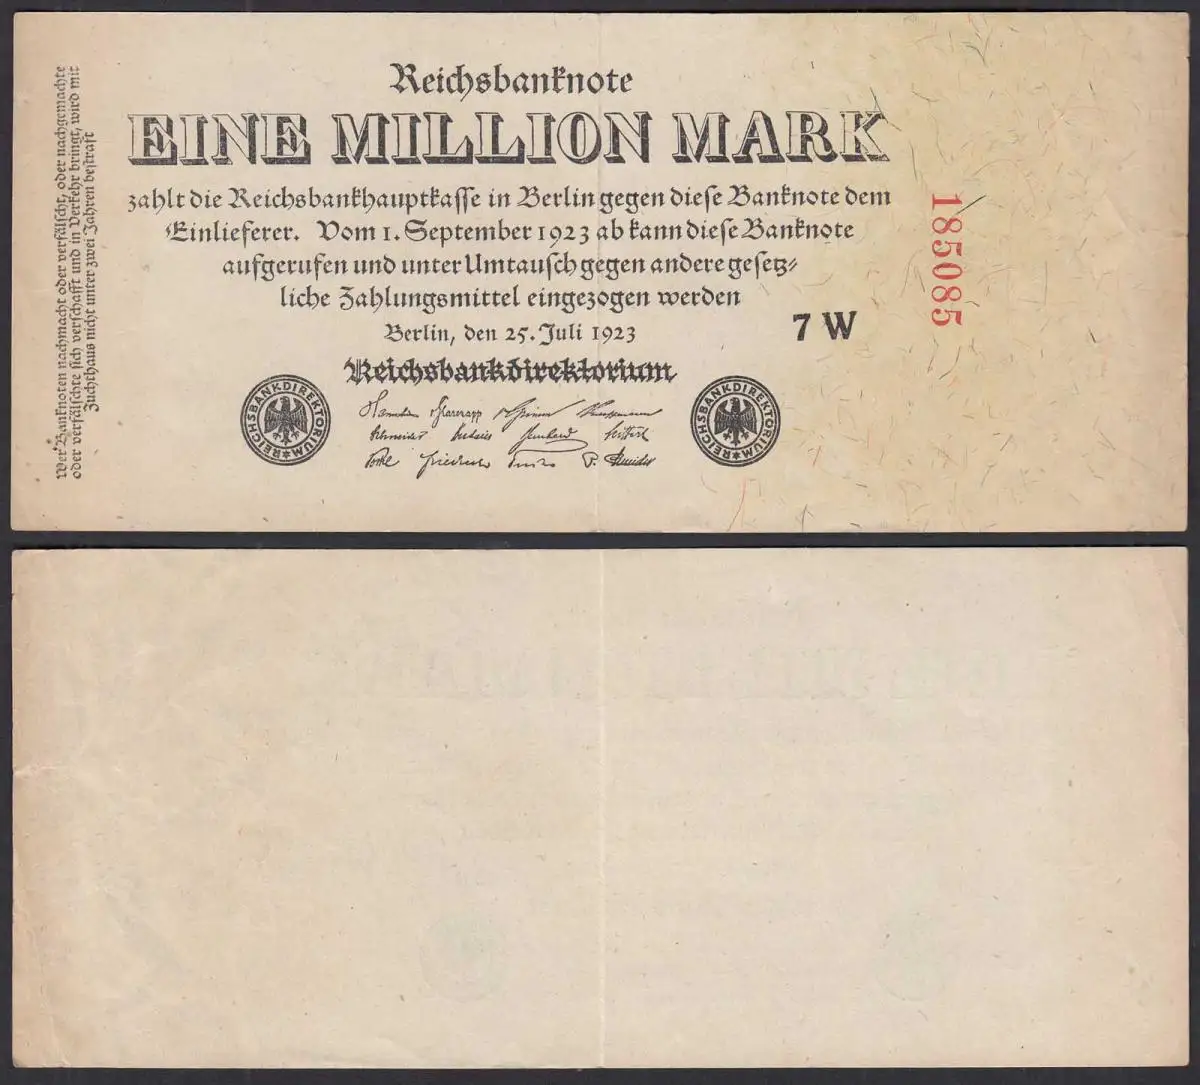 Reichsbanknote
EINE MILLION MARK
zahlt die Reichsbankhauptkasse in Berlin gegen diese Banknote dem
Einlieferer. Vom 1. September 1923 ab kann diese Banknote
aufgerufen und unter Umtausch gegen andere gesetz-
liche Zahlungsmittel eingezogen werden
Berlin, den 25. Juli 1923
Reichsbankdirektorium
7 W
185085
REICHSBANKDIREKTORIUM
REICHSBANKDIREKTORIUM
Wer Banknoten nachmacht oder verfälscht, oder nachgemachte
oder verfälschte sich verschafft und in Verkehr bringt, wird mit
Zuchthaus nicht unter zwei Jahren bestraft